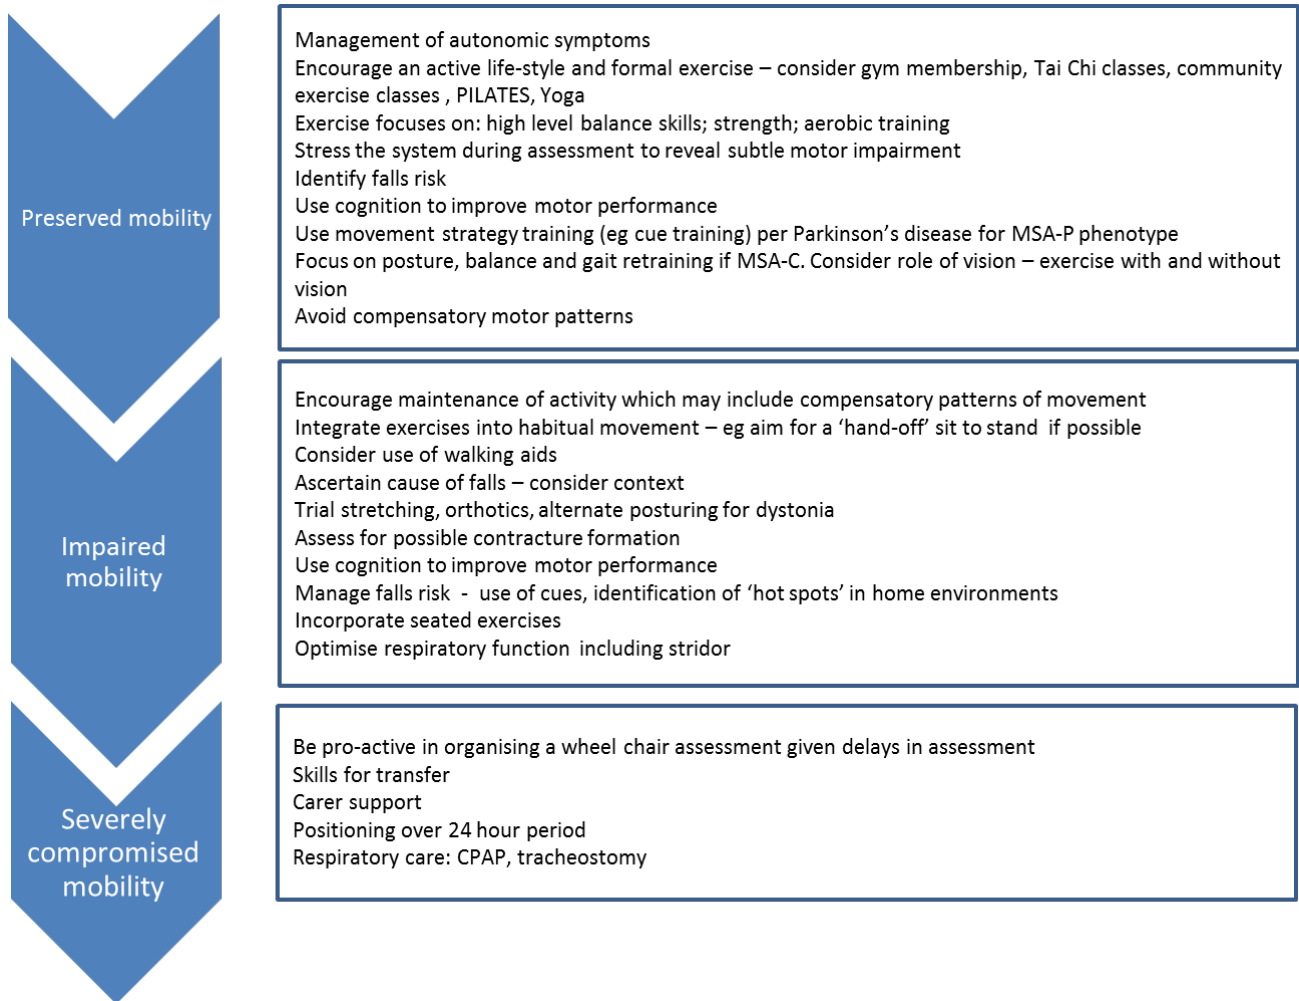 Preserved mobility
Management of autonomic symptoms
Encourage an active life-style and formal exercise – consider gym membership, Tai Chi classes, community
exercise classes , PILATES, Yoga
Exercise focuses on: high level balance skills; strength; aerobic training
Stress the system during assessment to reveal subtle motor impairment
Identify falls risk
Use cognition to improve motor performance
Use movement strategy training (eg cue training) per Parkinson's disease for MSA-P phenotype
Focus on posture, balance and gait retraining if MSA-C. Consider role of vision – exercise with and without
vision
Avoid compensatory motor patterns
Impaired
mobility
Encourage maintenance of activity which may include compensatory patterns of movement
Integrate exercises into habitual movement – eg aim for a ‘hand-off’ sit to stand if possible
Consider use of walking aids
Ascertain cause of falls – consider context
Trial stretching, orthotics, alternate posturing for dystonia
Assess for possible contracture formation
Use cognition to improve motor performance
Manage falls risk - use of cues, identification of ‘hot spots’ in home environments
Incorporate seated exercises
Optimise respiratory function including stridor
Severely
compromised
mobility
Be pro-active in organising a wheel chair assessment given delays in assessment
Skills for transfer
Carer support
Positioning over 24 hour period
Respiratory care: CPAP, tracheostomy